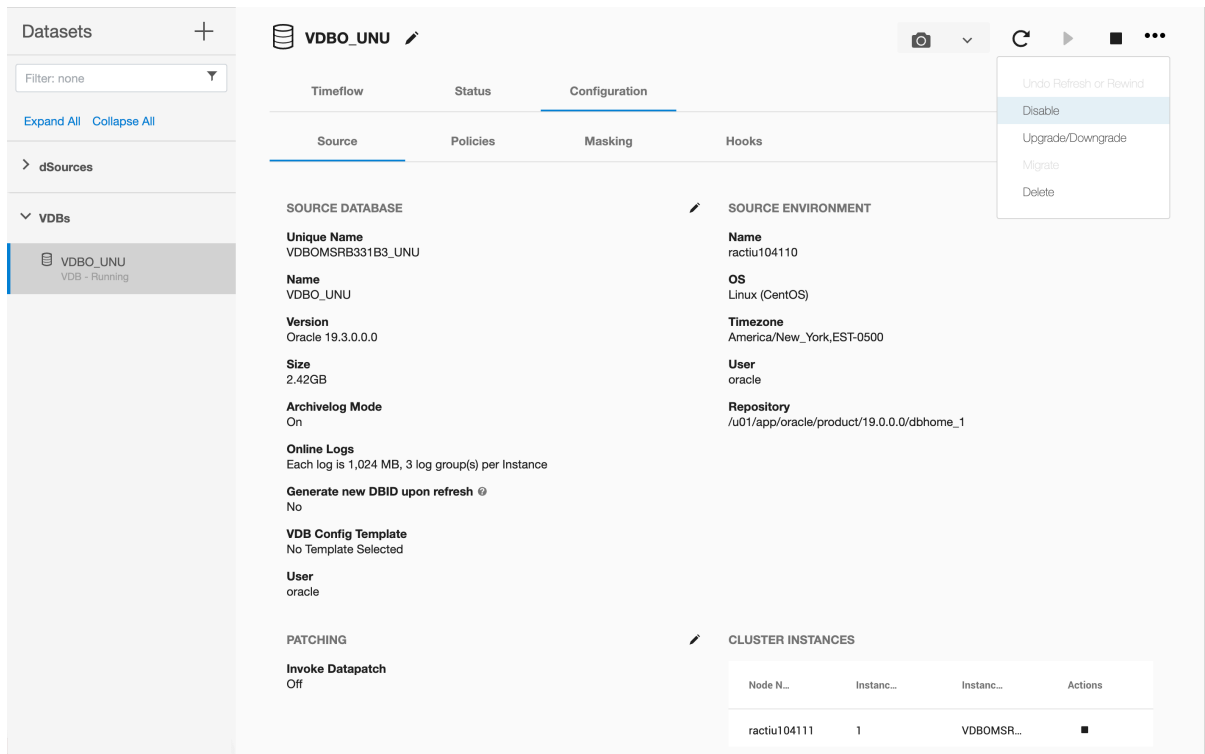 Datasets
Filter: none
Expand All Collapse All
dSources
VDBs
VDBO_UNU
VDB - Running
VDBO_UNU
Timeflow Status Configuration
Source Policies Masking Hooks
Undo Refresh or Rewind
Disable
Upgrade/Downgrade
Migrate
Delete
SOURCE DATABASE
Unique Name
VDBOMSRB331B3_UNU
Name
VDBO_UNU
Version
Oracle 19.3.0.0.0
Size
2.42GB
Archivelog Mode
On
Online Logs
Each log is 1,024 MB, 3 log group(s) per Instance
Generate new DBID upon refresh
No
VDB Config Template
No Template Selected
User
oracle
SOURCE ENVIRONMENT
Name
ractiu104110
OS
Linux (CentOS)
Timezone
America/New_York,EST-0500
User
oracle
Repository
/u01/app/oracle/product/19.0.0.0/dbhome_1
PATCHING
Invoke Datapatch
Off
CLUSTER INSTANCES
Node N... Instanc... Instanc... Actions
ractiu104111 1 VDBOMSR...